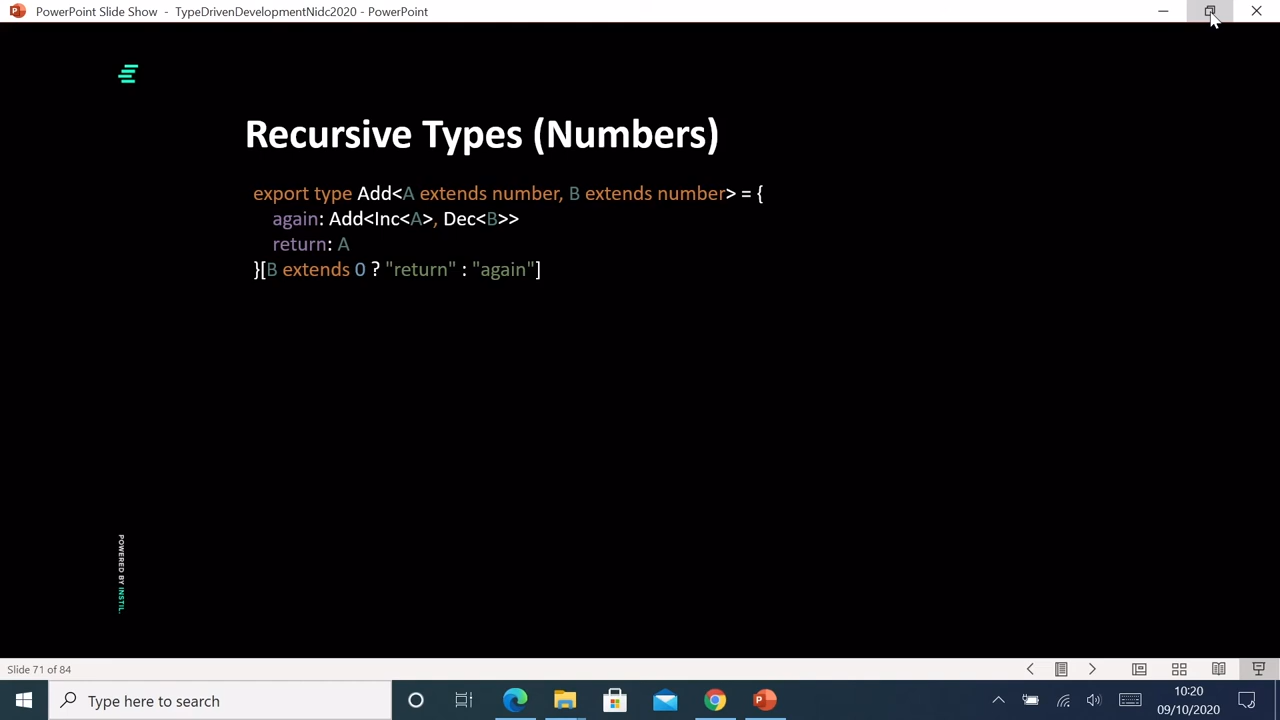 PowerPoint Slide Show - TypeDrivenDevelopmentNidc2020 - PowerPoint
Recursive Types (Numbers)
export type Add<A extends number, B extends number> = {
again: Add<Inc<A>, Dec<B>>
return: A
}[B extends 0 ? "return" : "again"]
POWERED BY INSTIL.
Slide 71 of 84
Type here to search
10:20
09/10/2020